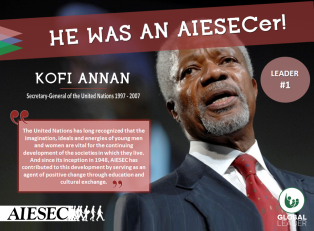 HE WAS AN AIESECer!
KOFI ANNAN
Secretary-General of the United Nations 1997 - 2007
LEADER
#1
The United Nations has long recognized that the
imagination, ideals and energies of young men
and women are vital for the continuing
development of the societies in which they live.
And since its inception in 1948, AIESEC has
contributed to this development by serving as an
agent of positive change through education and
cultural exchange.
AIESEC
GLOBAL
LEADER